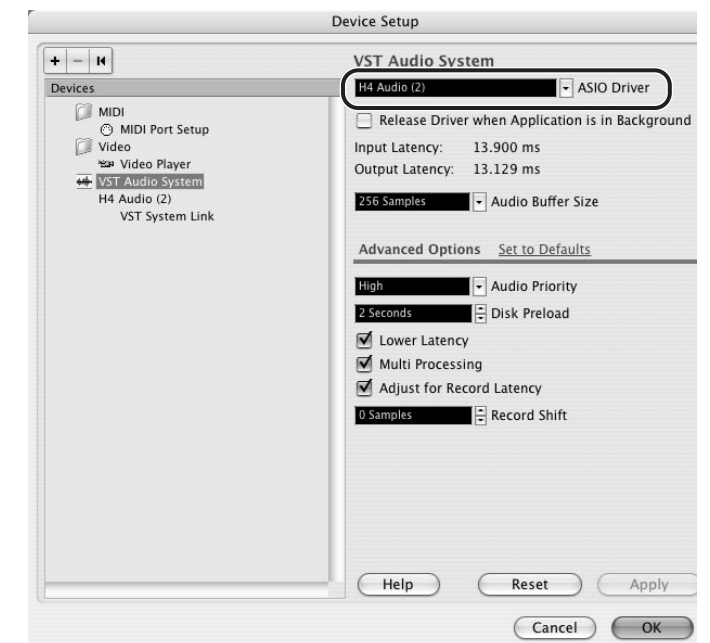 Device Setup
+ −
Devices
MIDI
MIDI Port Setup
Video
Video Player
VST Audio System
H4 Audio (2)
VST System Link
VST Audio System
H4 Audio (2) ASIO Driver
Release Driver when Application is in Background
Input Latency: 13.900 ms
Output Latency: 13.129 ms
256 Samples Audio Buffer Size
Advanced Options Set to Defaults
High Audio Priority
2 Seconds Disk Preload
Lower Latency
Multi Processing
Adjust for Record Latency
0 Samples Record Shift
Help Reset Apply
Cancel OK